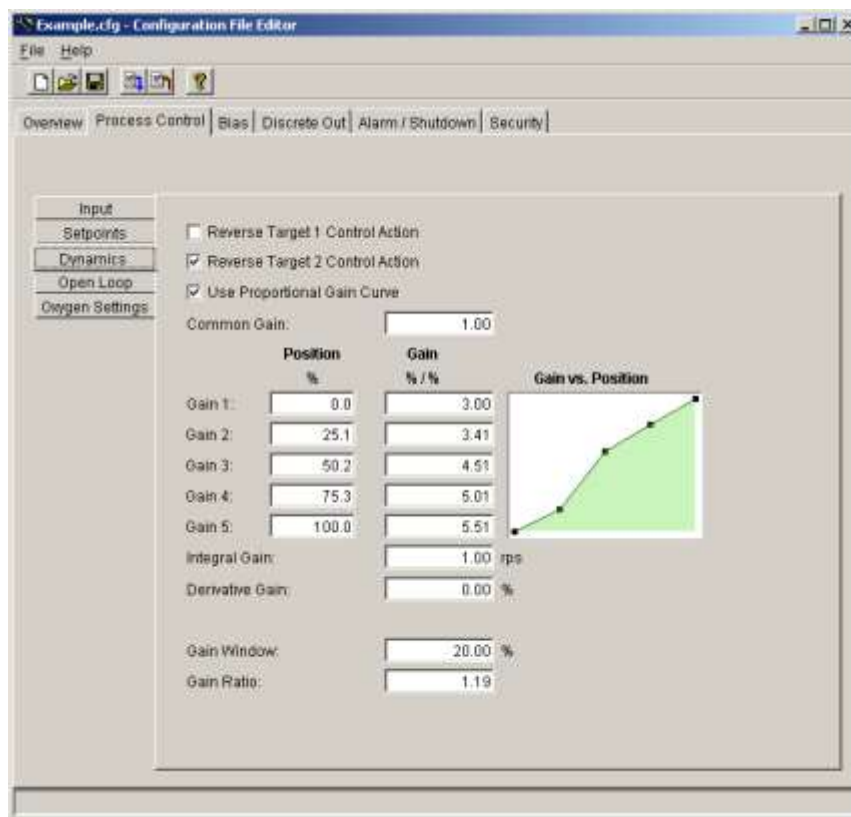 Example.cfg - Configuration File Editor
File Help
Overview Process Control Bias Discrete Out Alarm / Shutdown Security
Input
Setpoints
Dynamics
Open Loop
Oxygen Settings
Reverse Target 1 Control Action
Reverse Target 2 Control Action
Use Proportional Gain Curve
Common Gain: 1.00
Position Gain
% % / % Gain vs. Position
Gain 1: 0.0 3.00
Gain 2: 25.1 3.41
Gain 3: 50.2 4.51
Gain 4: 75.3 5.01
Gain 5: 100.0 5.51
Integral Gain: 1.00 rps
Derivative Gain: 0.00 %
Gain Window: 20.00 %
Gain Ratio: 1.19